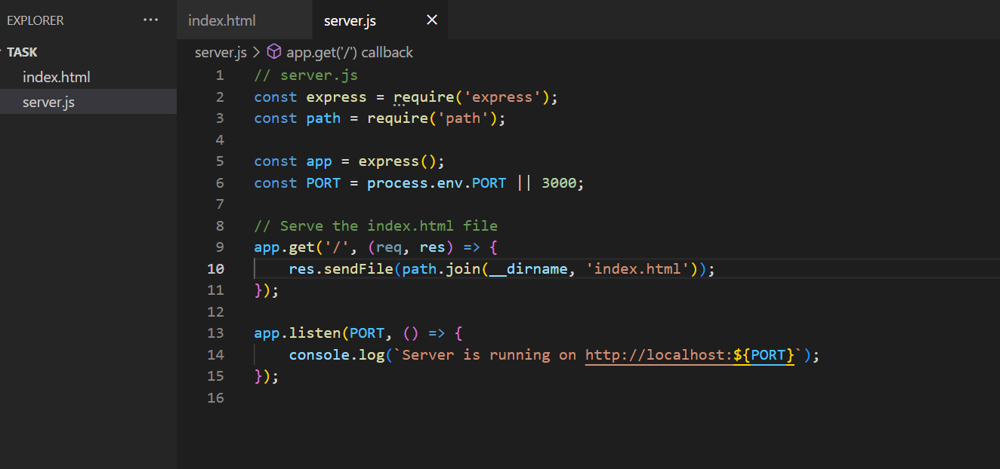 EXPLORER ···
TASK
index.html
server.js
index.html server.js ×
server.js > app.get('/') callback
1 // server.js
2 const express = require('express');
3 const path = require('path');
4
5 const app = express();
6 const PORT = process.env.PORT || 3000;
7
8 // Serve the index.html file
9 app.get('/', (req, res) => {
10     res.sendFile(path.join(__dirname, 'index.html'));
11 });
12
13 app.listen(PORT, () => {
14     console.log(`Server is running on http://localhost:${PORT}`);
15 });
16